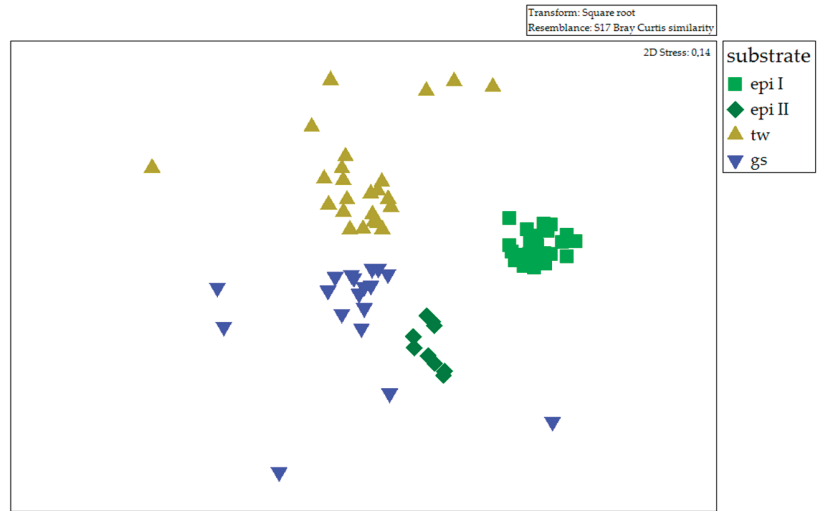 Transform: Square root
Resemblance: S17 Bray Curtis similarity
2D Stress: 0,14
substrate
epi I
epi II
tw
gs